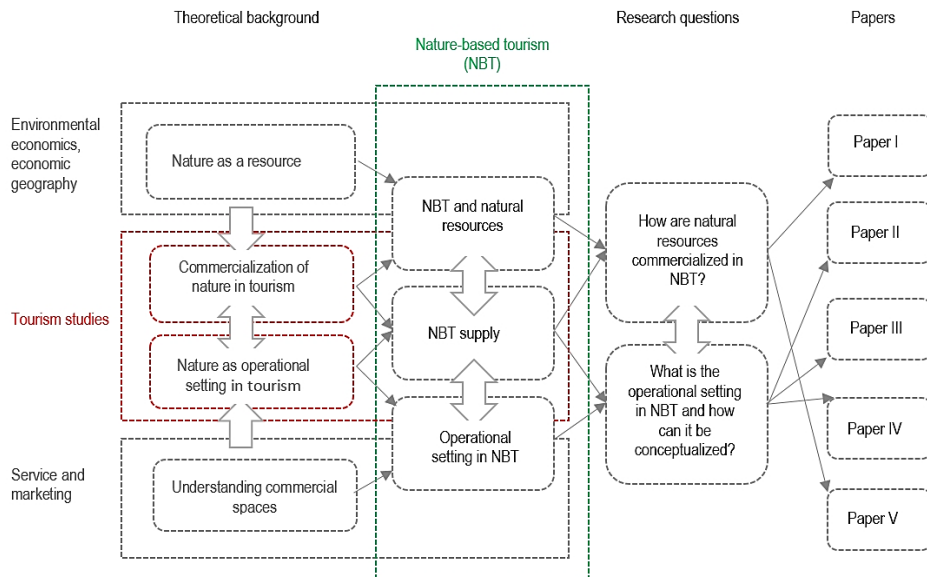 Theoretical background
Research questions
Papers
Nature-based tourism
(NBT)
Environmental
economics,
economic
geography
Nature as a resource
Tourism studies
Commercialization of
nature in tourism
Nature as operational
setting in tourism
Service and
marketing
Understanding commercial
spaces
NBT and natural
resources
NBT supply
Operational
setting in NBT
How are natural
resources
commercialized in
NBT?
What is the
operational setting
in NBT and how
can it be
conceptualized?
Paper I
Paper II
Paper III
Paper IV
Paper V